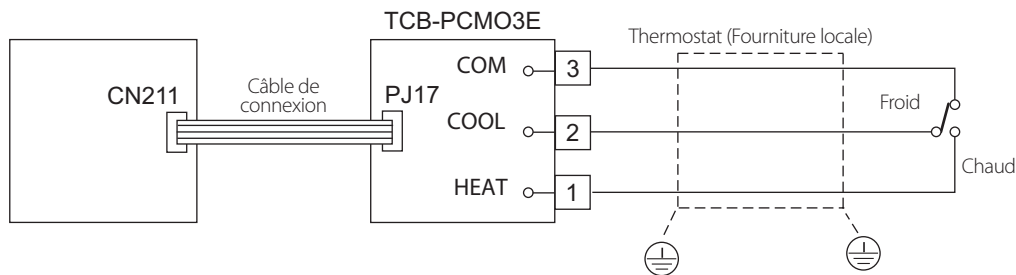 TCB-PCMO3E
Thermostat (Fourniture locale)
CN211
Câble de
connexion
PJ17
COM
3
COOL
2
HEAT
1
Froid
Chaud